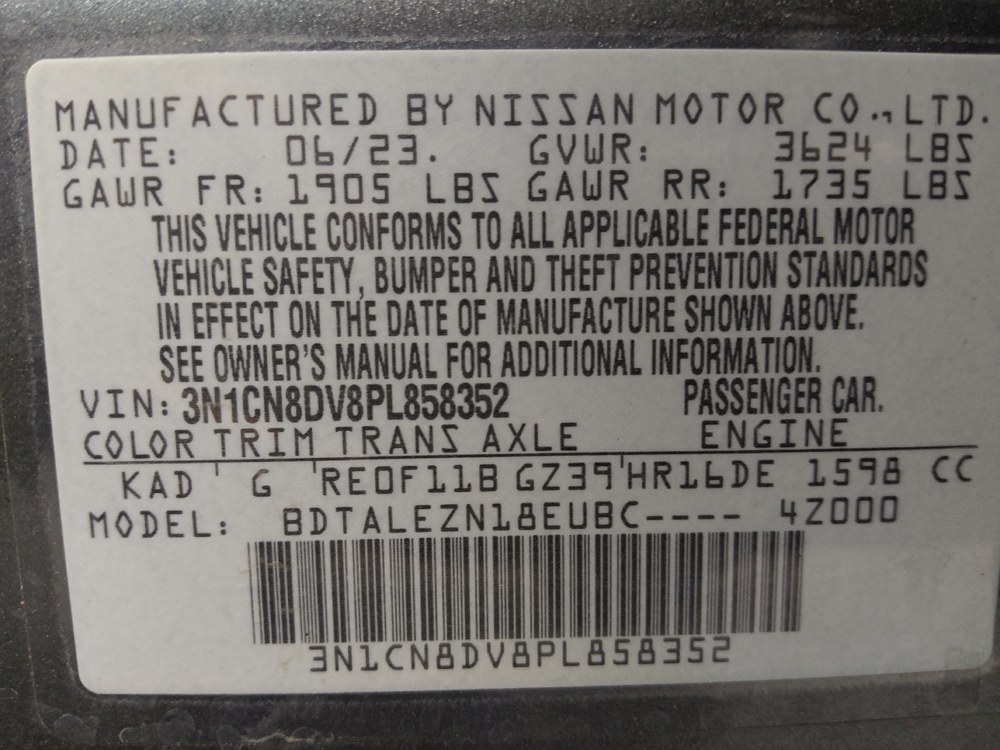 MANUFACTURED BY NISSAN MOTOR CO., LTD.
DATE: 06/23. GVWR: 3624 LBS
GAWR FR: 1905 LBS GAWR RR: 1735 LBS
THIS VEHICLE CONFORMS TO ALL APPLICABLE FEDERAL MOTOR
VEHICLE SAFETY, BUMPER AND THEFT PREVENTION STANDARDS
IN EFFECT ON THE DATE OF MANUFACTURE SHOWN ABOVE.
SEE OWNER'S MANUAL FOR ADDITIONAL INFORMATION.
VIN: 3N1CN8DV8PL858352 PASSENGER CAR.
COLOR TRIM TRANS AXLE ENGINE
KAD ' G 'RE0F11B GZ39'HR16DE 1598 CC
MODEL: BDTALEZN18EUBC---- 4Z000
3N1CN8DV8PL858352